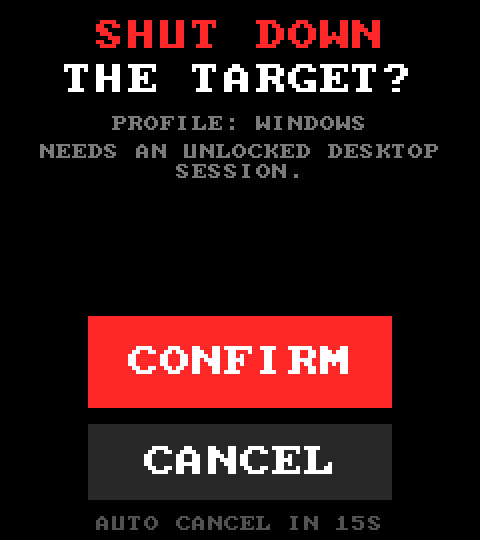 SHUT DOWN
THE TARGET?
PROFILE: WINDOWS
NEEDS AN UNLOCKED DESKTOP
SESSION.
CONFIRM
CANCEL
AUTO CANCEL IN 15S